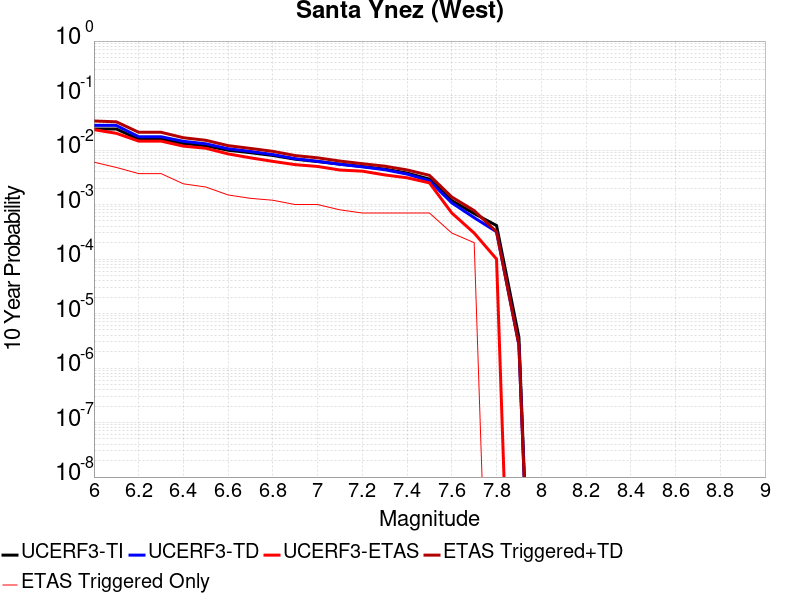 Santa Ynez (West)
10^0
10^-1
10^-2
10^-3
10^-4
10^-5
10^-6
10^-7
10^-8
10 Year Probability
6 6.2 6.4 6.6 6.8 7 7.2 7.4 7.6 7.8 8 8.2 8.4 8.6 8.8 9
Magnitude
UCERF3-TI UCERF3-TD UCERF3-ETAS ETAS Triggered+TD
ETAS Triggered Only